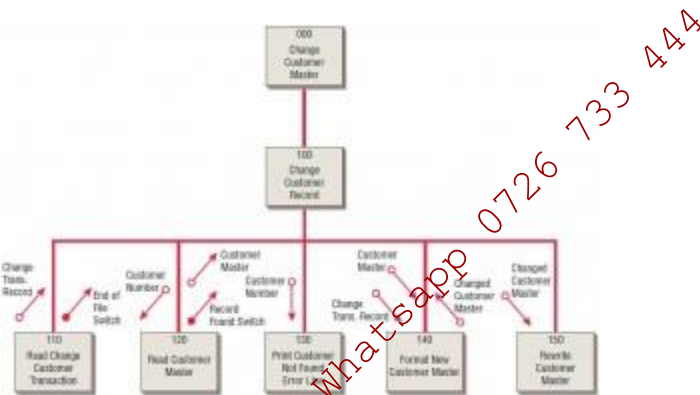 000
Change
Customer
Master
100
Change
Customer
Record
Change
Trans.
Record
End of
File
Switch
Customer
Number
Customer
Master
Record
Found Switch
Customer
Number
Customer
Master
Change
Trans. Record
Changed
Customer
Master
Changed
Customer
Master
110
Read Change
Customer
Transaction
120
Read Customer
Master
130
Print Customer
Not Found
Error
140
Format New
Customer Master
150
Rewrite
Customer
Master
Whatsapp 0726 733 444